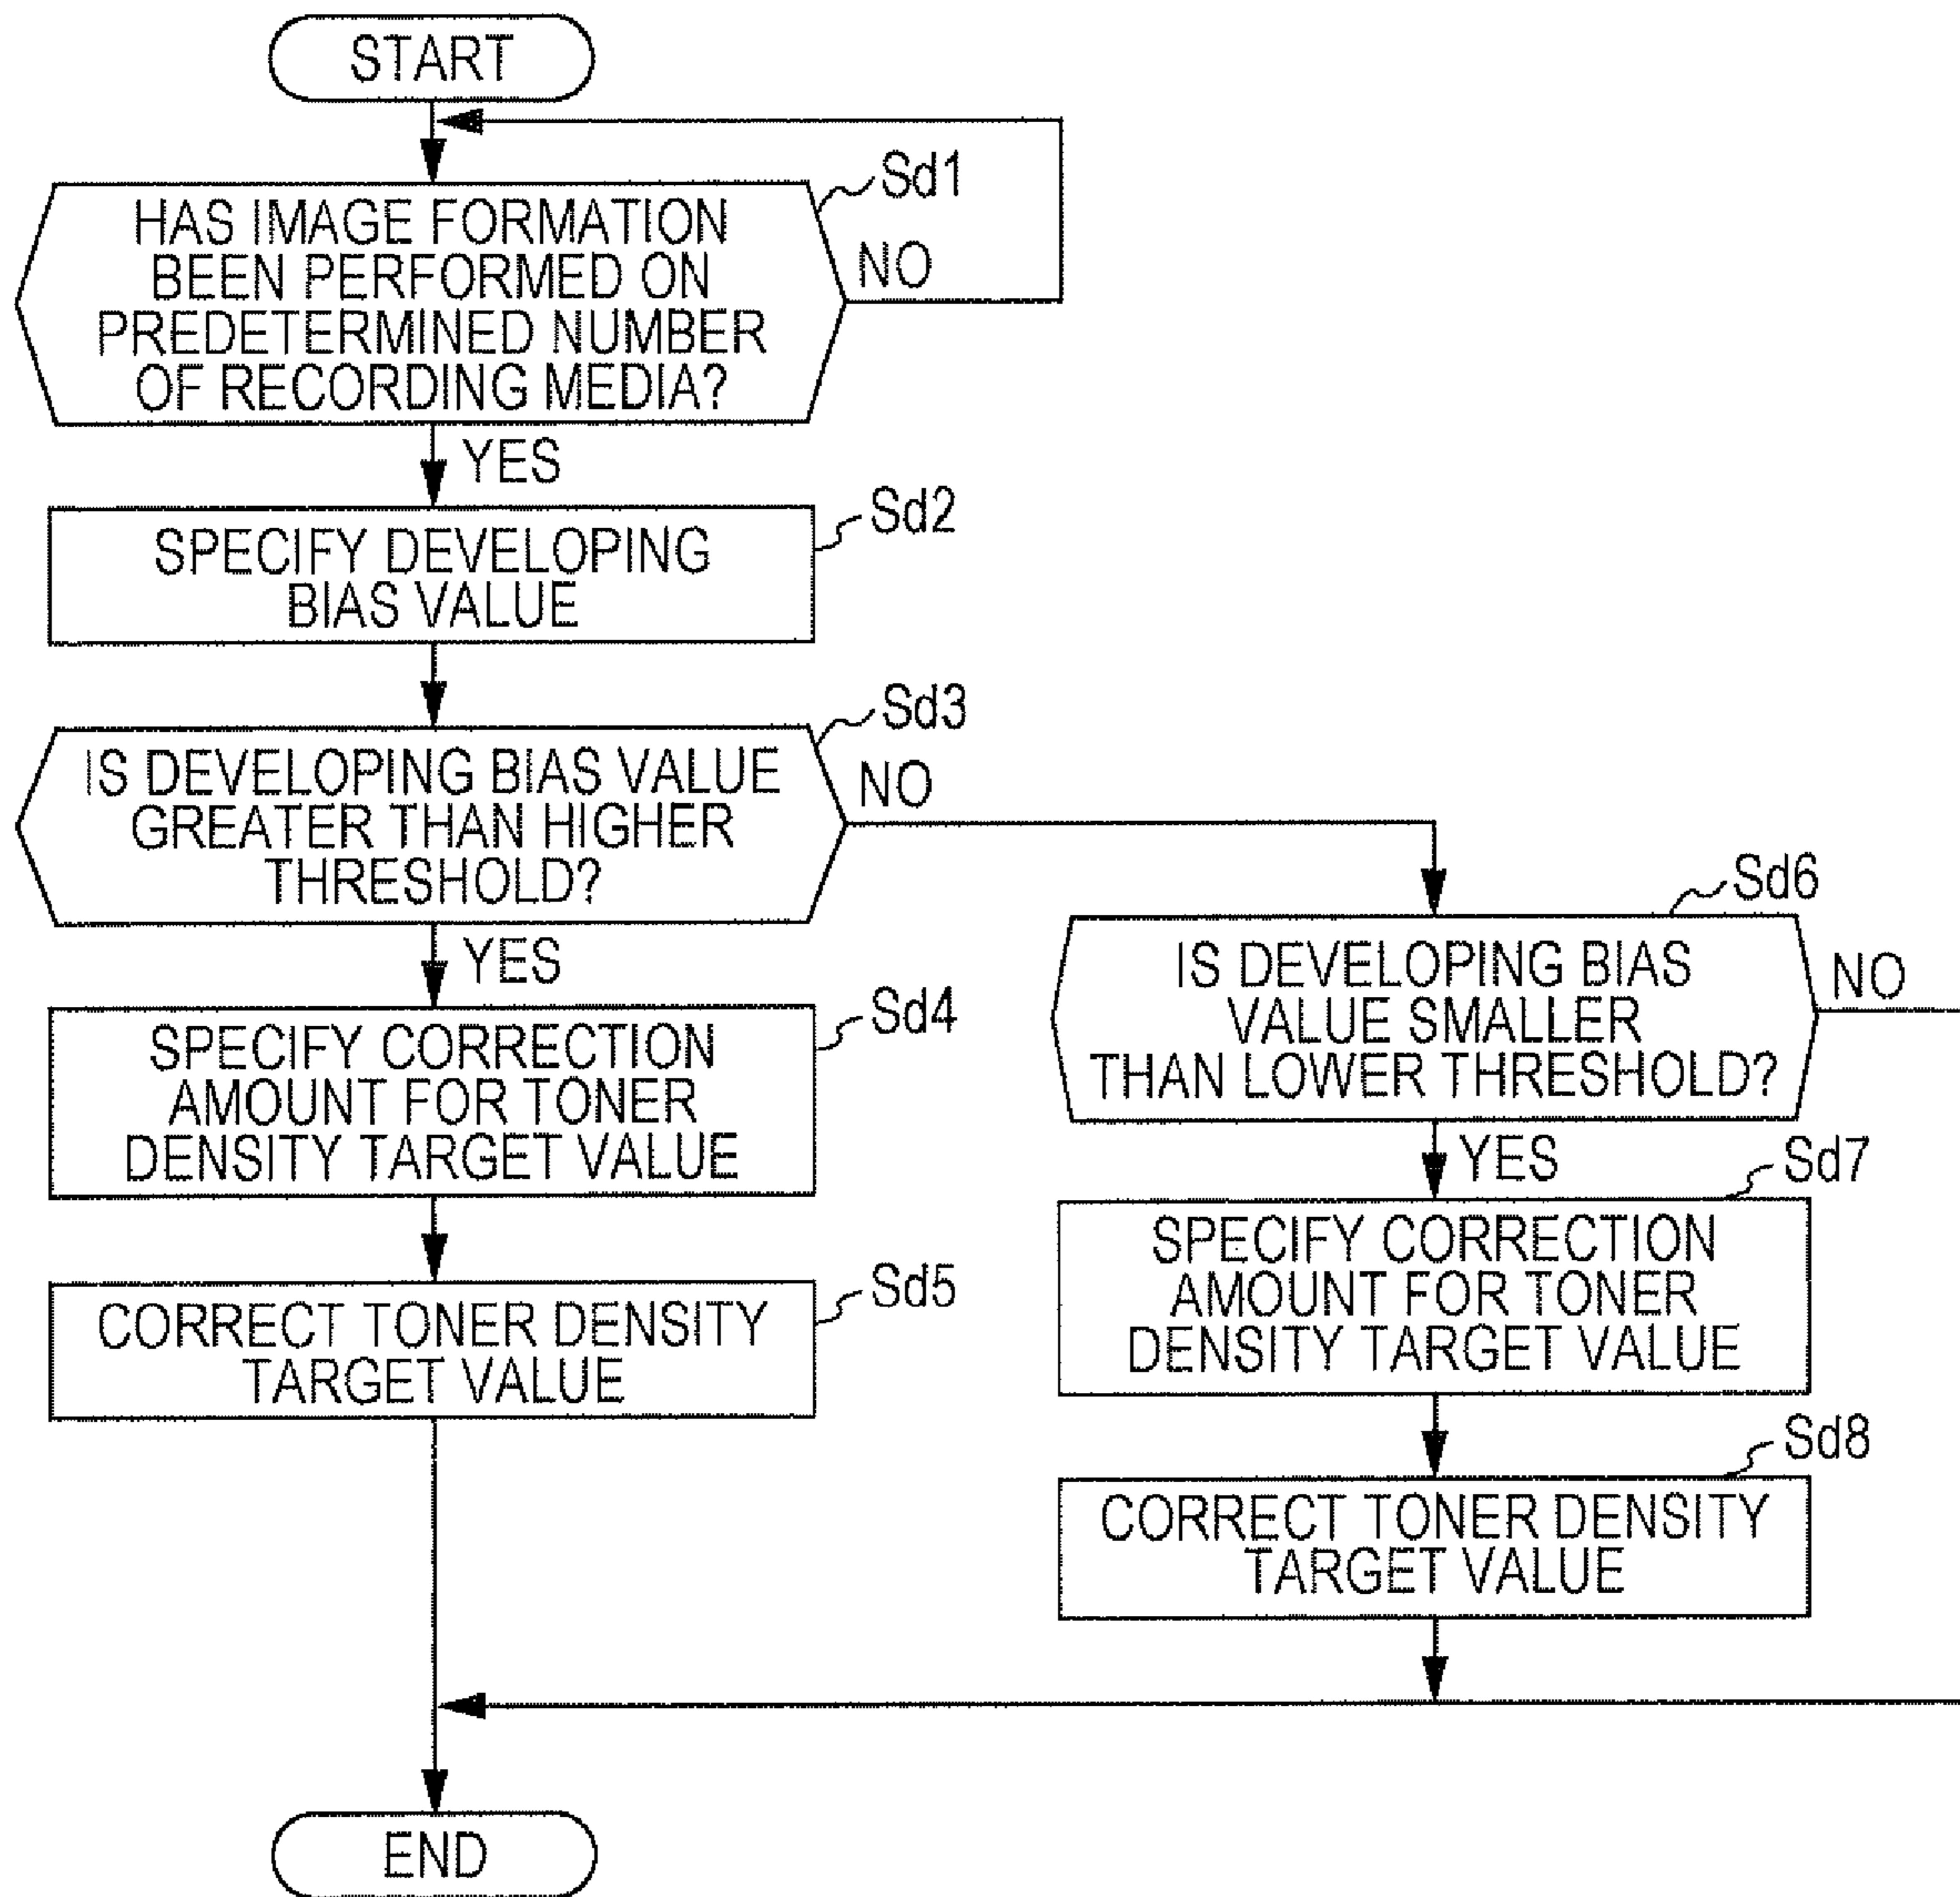 START
Sd1
HAS IMAGE FORMATION
BEEN PERFORMED ON
PREDETERMINED NUMBER
OF RECORDING MEDIA?
NO
YES
Sd2
SPECIFY DEVELOPING
BIAS VALUE
Sd3
IS DEVELOPING BIAS VALUE
GREATER THAN HIGHER
THRESHOLD?
NO
YES
Sd4
SPECIFY CORRECTION
AMOUNT FOR TONER
DENSITY TARGET VALUE
Sd5
CORRECT TONER DENSITY
TARGET VALUE
Sd6
IS DEVELOPING BIAS
VALUE SMALLER
THAN LOWER THRESHOLD?
NO
YES
Sd7
SPECIFY CORRECTION
AMOUNT FOR TONER
DENSITY TARGET VALUE
Sd8
CORRECT TONER DENSITY
TARGET VALUE
END